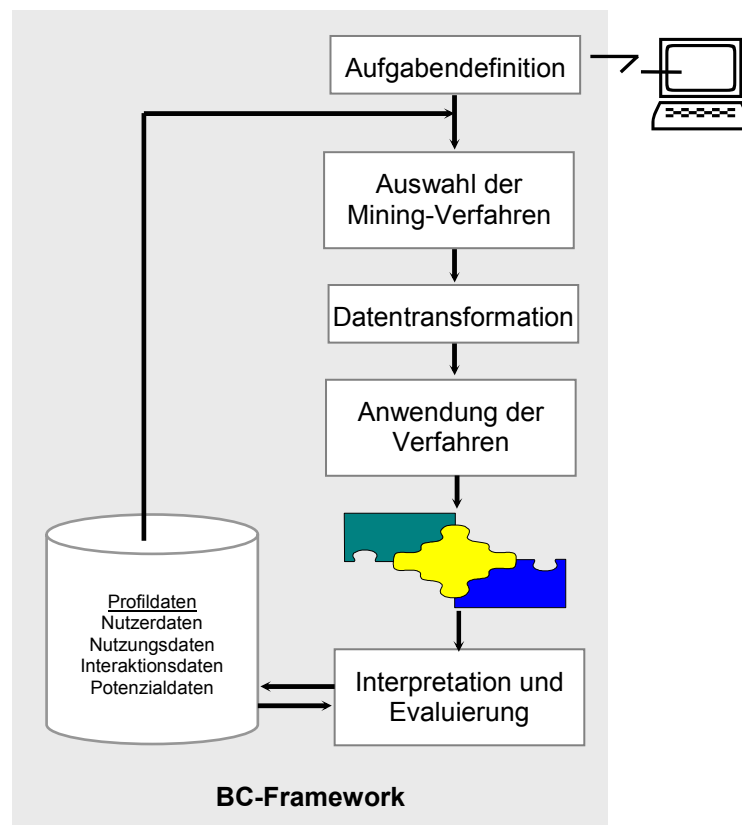 Aufgabendefinition
Auswahl der
Mining-Verfahren
Datentransformation
Anwendung der
Verfahren
Profildaten
Nutzerdaten
Nutzungsdaten
Interaktionsdaten
Potenzialdaten
Interpretation und
Evaluierung
BC-Framework